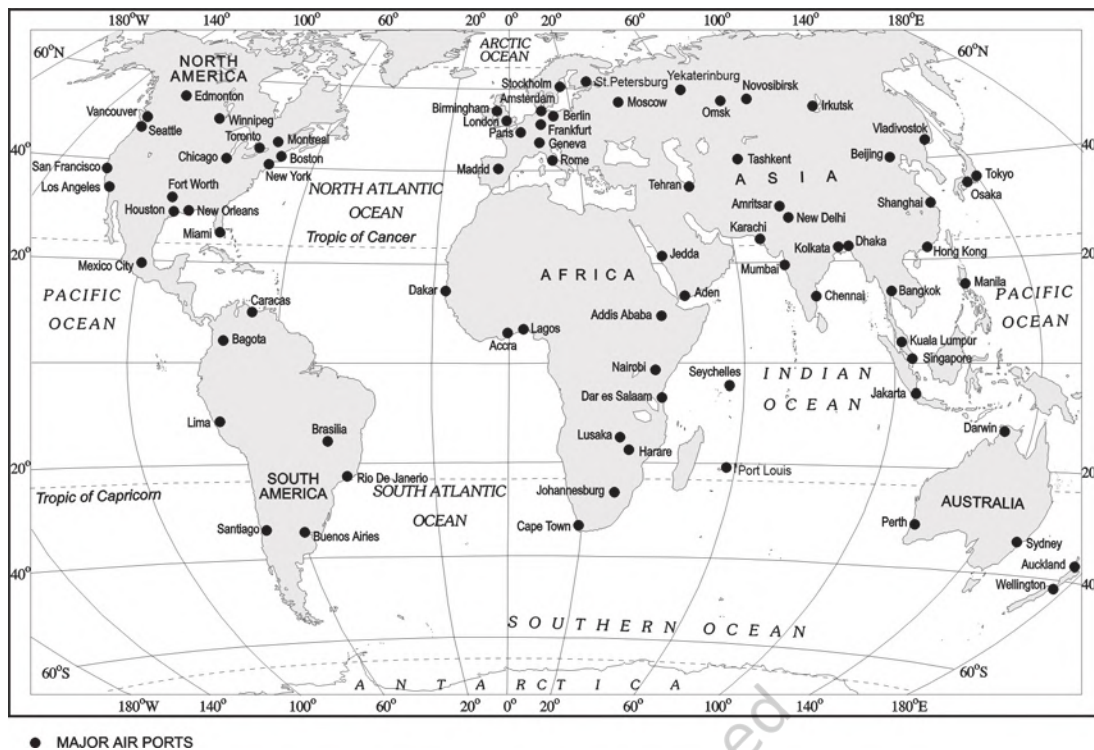 180°W 140° 100° 60° 20° 0° 20° 60° 100° 140° 180°E
60°N
60°N
ARCTIC
OCEAN
NORTH
AMERICA
Edmonton
Vancouver
Seattle
Winnipeg
Toronto
Montreal
Chicago
Boston
New York
San Francisco
Los Angeles
Fort Worth
Houston
New Orleans
Miami
Mexico City
Stockholm
St.Petersburg
Yekaterinburg
Novosibirsk
Amsterdam
Birmingham
London
Berlin
Moscow
Omsk
Irkutsk
Paris
Frankfurt
Geneva
Madrid
Rome
Vladivostok
Beijing
Tashkent
Tehran
A S I A
Tokyo
Osaka
Amritsar
New Delhi
Shanghai
Karachi
Kolkata
Dhaka
Hong Kong
Mumbai
Jedda
Aden
Chennai
Bangkok
Manila
40°
40°
NORTH ATLANTIC
OCEAN
Tropic of Cancer
20°
20°
PACIFIC
OCEAN
PACIFIC
OCEAN
A F R I C A
Dakar
Addis Ababa
Caracas
Bagota
Accra
Lagos
Nairobi
Seychelles
Dar es Salaam
Kuala Lumpur
Singapore
Jakarta
INDIAN
OCEAN
0°
Lima
Brasilia
Lusaka
Harare
Darwin
20°
20°
SOUTH
AMERICA
Rio De Janerio
Port Louis
Tropic of Capricorn
SOUTH ATLANTIC
OCEAN
Johannesburg
AUSTRALIA
Santiago
Buenos Airies
Cape Town
Perth
Sydney
Auckland
Wellington
40°
40
SOUTHERN OCEAN
60°S
60°S
A N T A R C T I C A
180°W 140° 100° 60° 20° 0° 20° 60° 100° 140° 180°E
MAJOR AIR PORTS